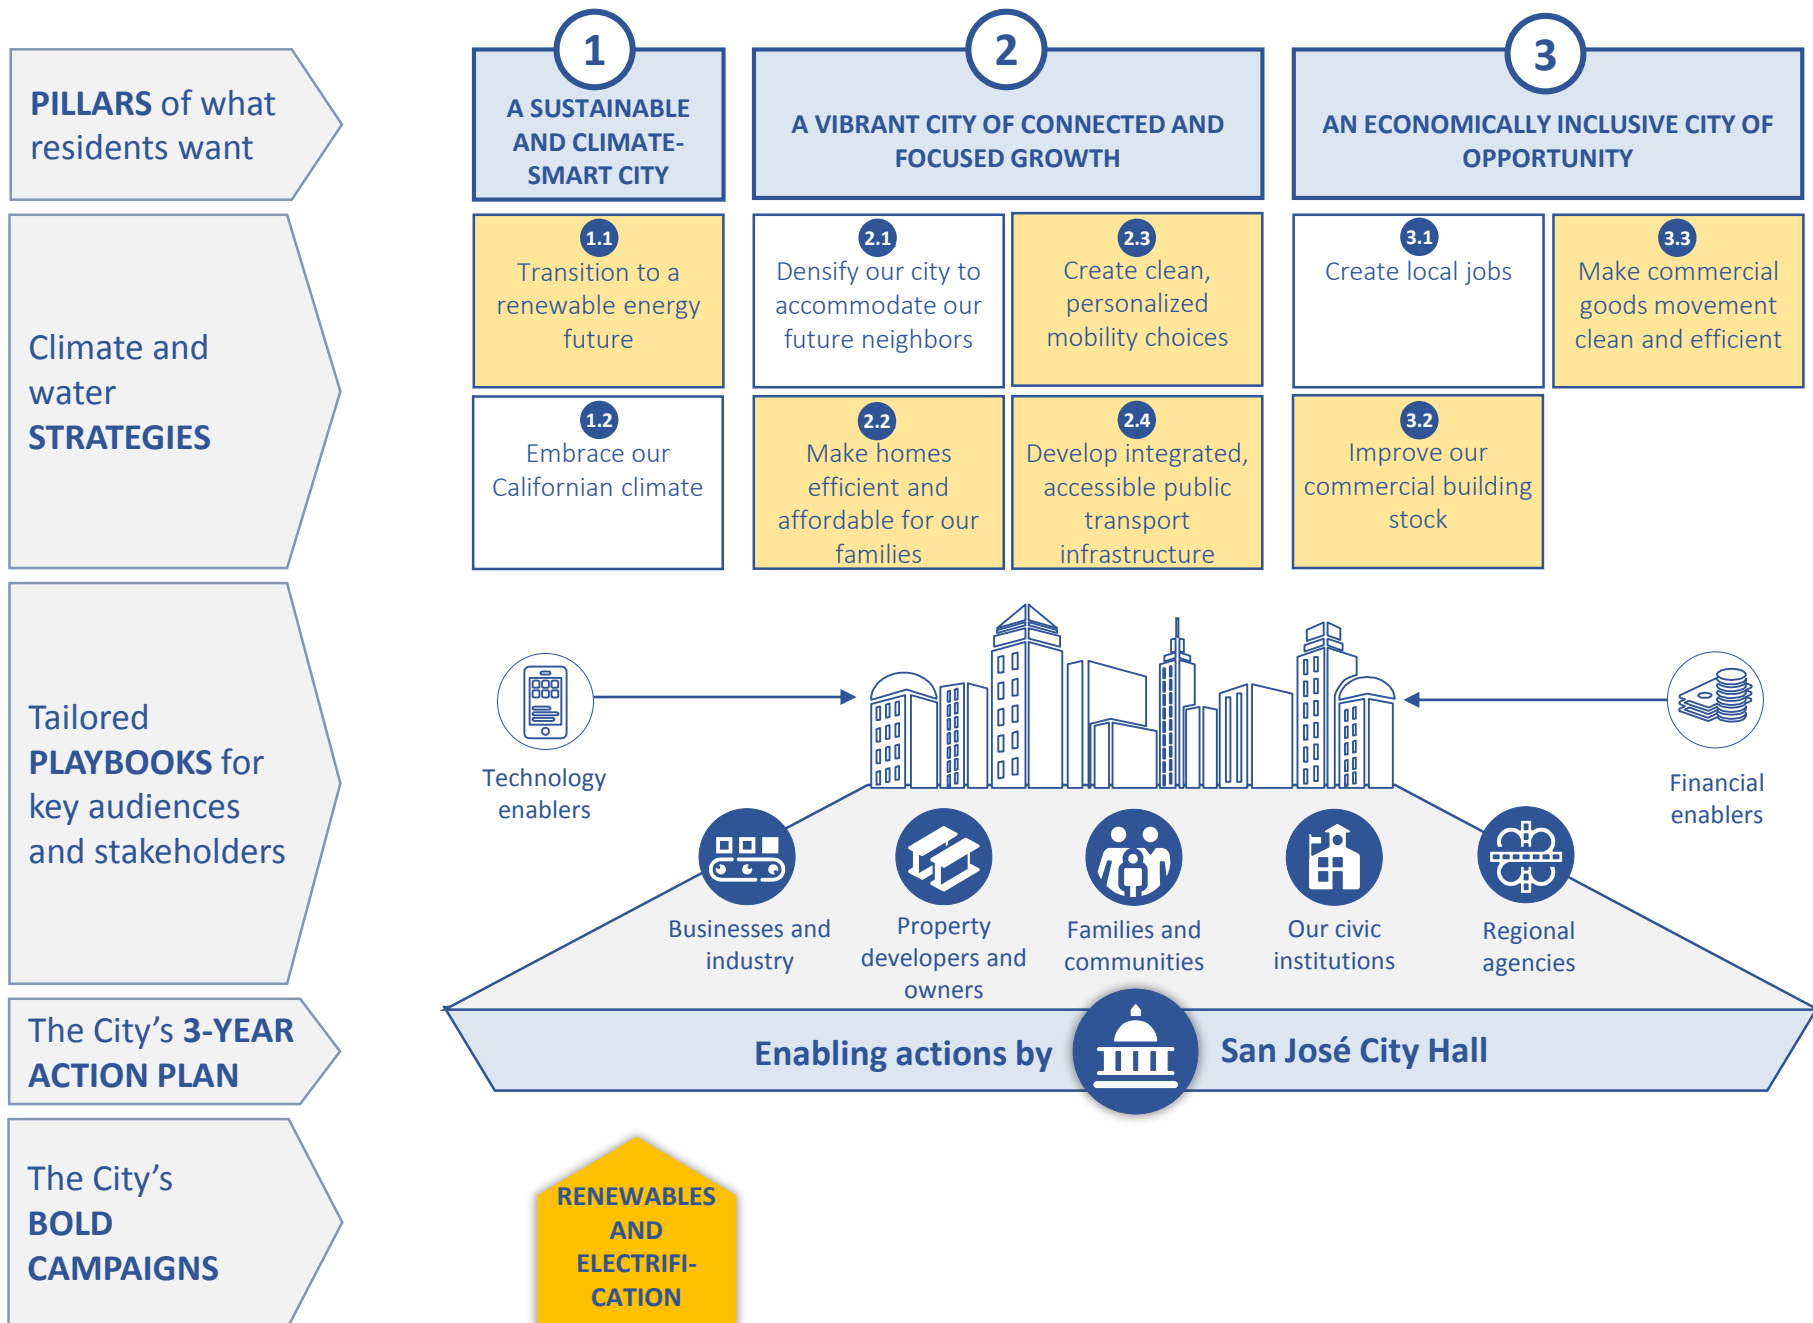 PILLARS of what
residents want
1
A SUSTAINABLE
AND CLIMATE-
SMART CITY
2
A VIBRANT CITY OF CONNECTED AND
FOCUSED GROWTH
3
AN ECONOMICALLY INCLUSIVE CITY OF
OPPORTUNITY
Climate and
water
STRATEGIES
1.1
Transition to a
renewable energy
future
2.1
Densify our city to
accommodate our
future neighbors
2.3
Create clean,
personalized
mobility choices
3.1
Create local jobs
3.3
Make commercial
goods movement
clean and efficient
1.2
Embrace our
Californian climate
2.2
Make homes
efficient and
affordable for our
families
2.4
Develop integrated,
accessible public
transport
infrastructure
3.2
Improve our
commercial building
stock
Tailored
PLAYBOOKS for
key audiences
and stakeholders
Technology
enablers
Financial
enablers
Businesses and
industry
Property
developers and
owners
Families and
communities
Our civic
institutions
Regional
agencies
The City’s 3-YEAR
ACTION PLAN
Enabling actions by
San José City Hall
The City’s
BOLD
CAMPAIGNS
RENEWABLES
AND
ELECTRIFI-
CATION